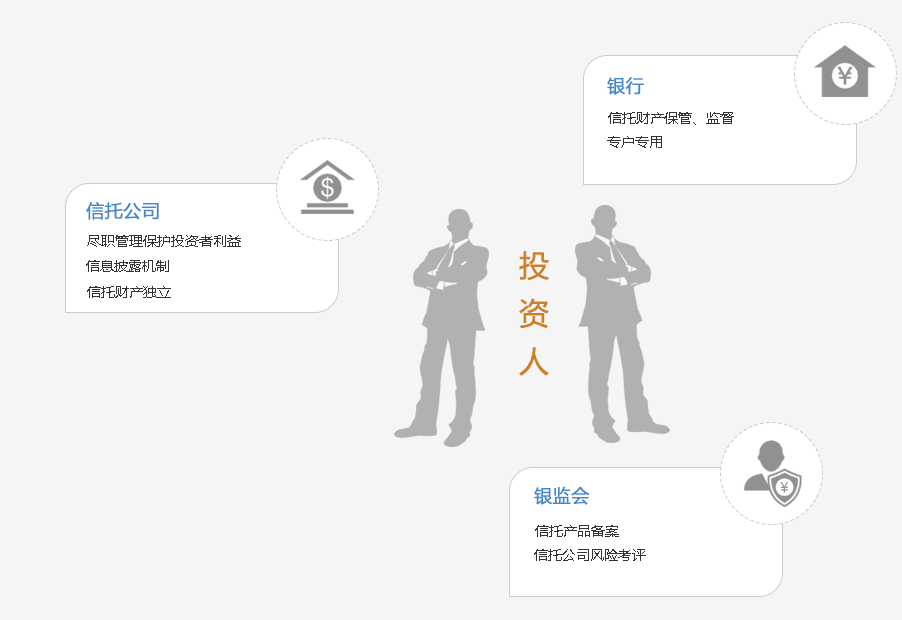 银行
信托财产保管、监督
专户专用
信托公司
尽职管理保护投资者利益
信息披露机制
信托财产独立
投资人
银监会
信托产品备案
信托公司风险考评